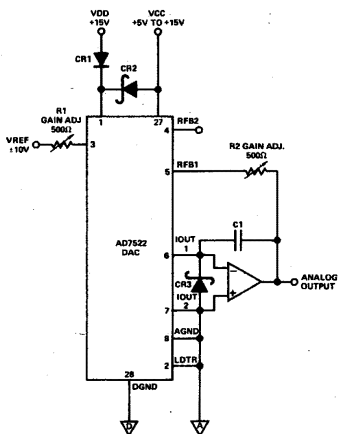 VDD
+15V
VCC
+5V TO +15V
CR1
CR2
R1
GAIN ADJ
500Ω
VREF
±10V
1
27
3
4
RFB2
R2 GAIN ADJ.
500Ω
5
RFB1
C1
AD7522
DAC
6
IOUT
1
CR3
IOUT
2
7
−
+
ANALOG
OUTPUT
8
AGND
2
LDTR
28
DGND
D
A